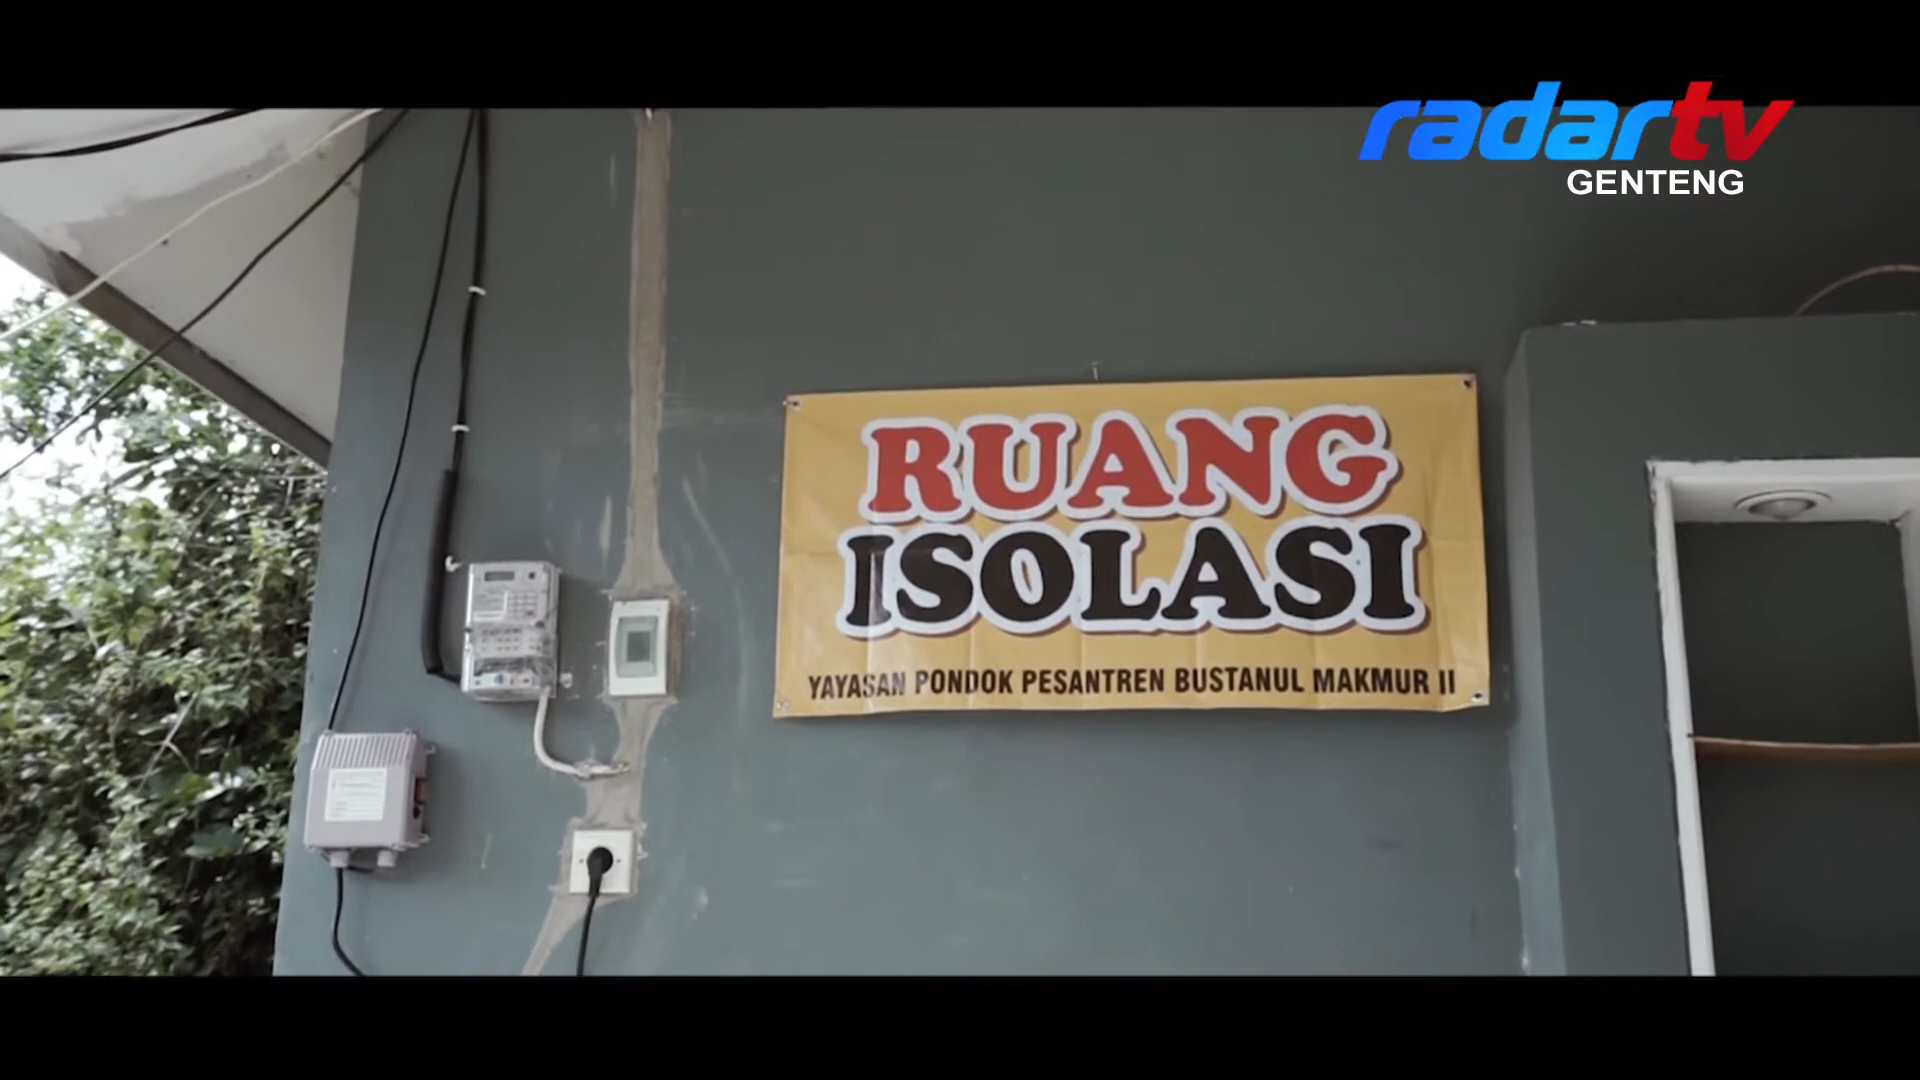 radartv
GENTENG
RUANG
ISOLASI
YAYASAN PONDOK PESANTREN BUSTANUL MAKMUR II